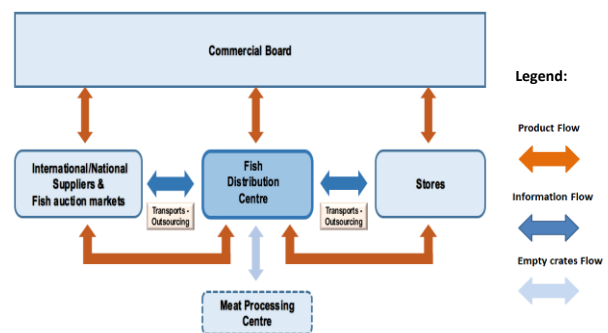 Commercial Board
Legend:
Product Flow
International/National
Suppliers &
Fish auction markets
Fish
Distribution
Centre
Stores
Transports -
Outsourcing
Transports -
Outsourcing
Information Flow
Empty crates Flow
Meat Processing
Centre